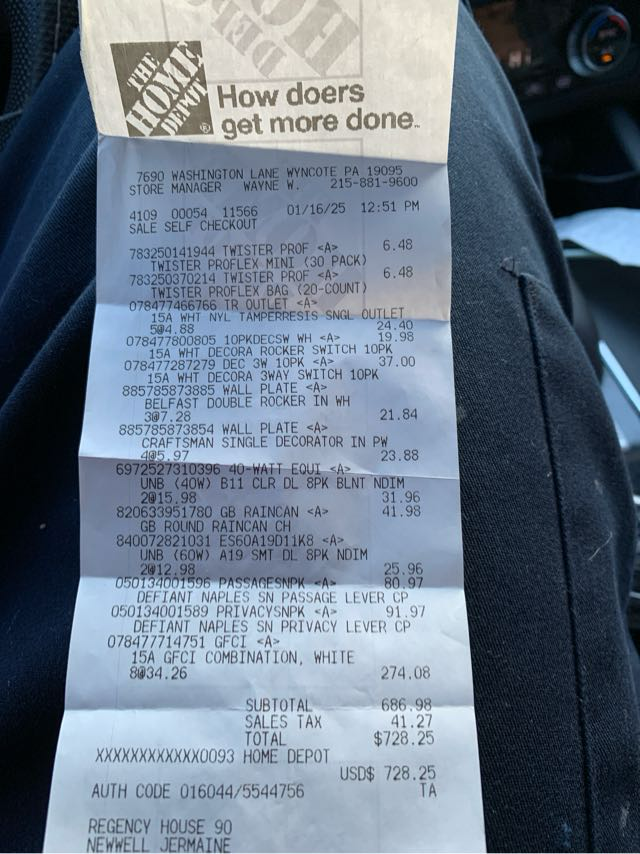 THE
HOME
DEPOT
How doers
get more done.
7690 WASHINGTON LANE WYNCOTE PA 19095
STORE MANAGER WAYNE W. 215-881-9600
4109 00054 11566 01/16/25 12:51 PM
SALE SELF CHECKOUT
783250141944 TWISTER PROF <A> 6.48
TWISTER PROFLEX MINI (30 PACK)
783250370214 TWISTER PROF <A> 6.48
TWISTER PROFLEX BAG (20-COUNT)
078477466766 TR OUTLET <A>
15A WHT NYL TAMPERRESIS SNGL OUTLET
5@4.88 24.40
078477800805 10PKDECSW WH <A> 19.98
15A WHT DECORA ROCKER SWITCH 10PK
078477287279 DEC 3W 10PK <A> 37.00
15A WHT DECORA 3WAY SWITCH 10PK
885785873885 WALL PLATE <A>
BELFAST DOUBLE ROCKER IN WH
3@7.28 21.84
885785873854 WALL PLATE <A>
CRAFTSMAN SINGLE DECORATOR IN PW
4@5.97 23.88
6972527310396 40-WATT EQUI <A>
UNB (40W) B11 CLR DL 8PK BLNT NDIM
2@15.98 31.96
820633951780 GB RAINCAN <A> 41.98
GB ROUND RAINCAN CH
840072821031 ES60A19D11K8 <A>
UNB (60W) A19 SMT DL 8PK NDIM
2@12.98 25.96
050134001596 PASSAGESNPK <A> 80.97
DEFIANT NAPLES SN PASSAGE LEVER CP
050134001589 PRIVACYSNPK <A> 91.97
DEFIANT NAPLES SN PRIVACY LEVER CP
078477714751 GFCI <A>
15A GFCI COMBINATION, WHITE
8@34.26 274.08
SUBTOTAL 686.98
SALES TAX 41.27
TOTAL $728.25
XXXXXXXXXXXX0093 HOME DEPOT
USD$ 728.25
AUTH CODE 016044/5544756 TA
REGENCY HOUSE 90
NEWWELL JERMAINE